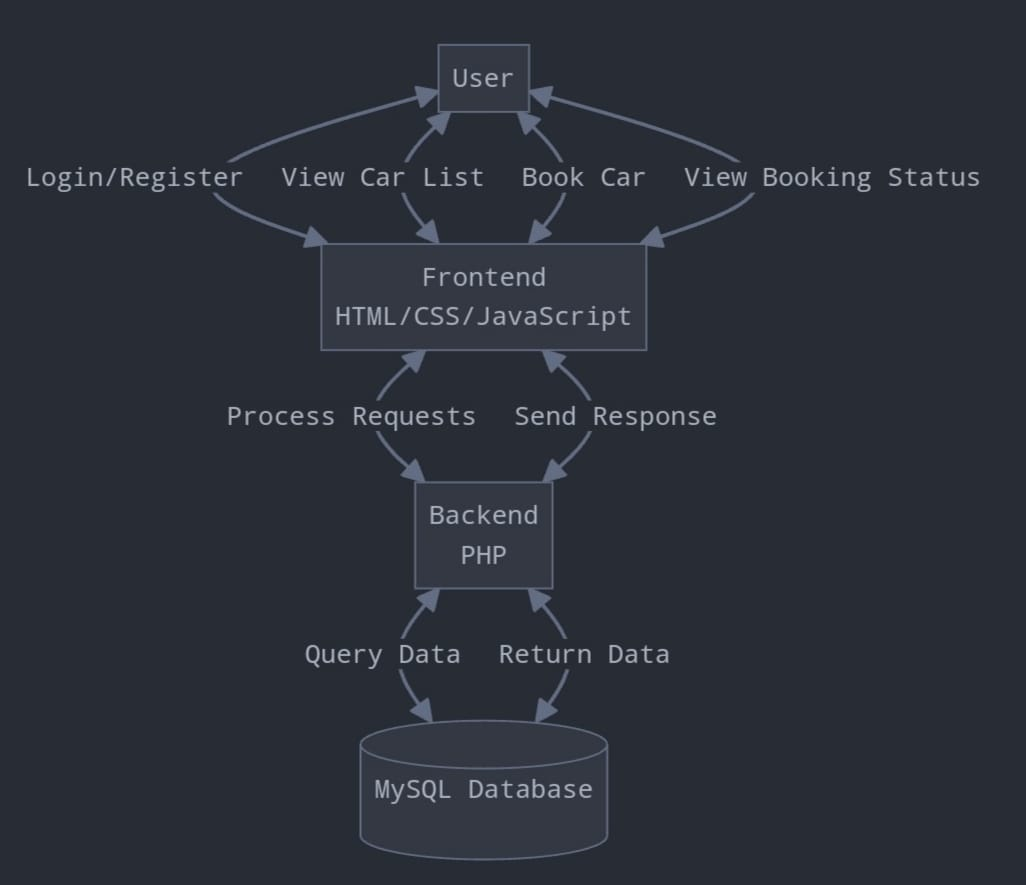 User
Login/Register
View Car List
Book Car
View Booking Status
Frontend
HTML/CSS/JavaScript
Process Requests
Send Response
Backend
PHP
Query Data
Return Data
MySQL Database